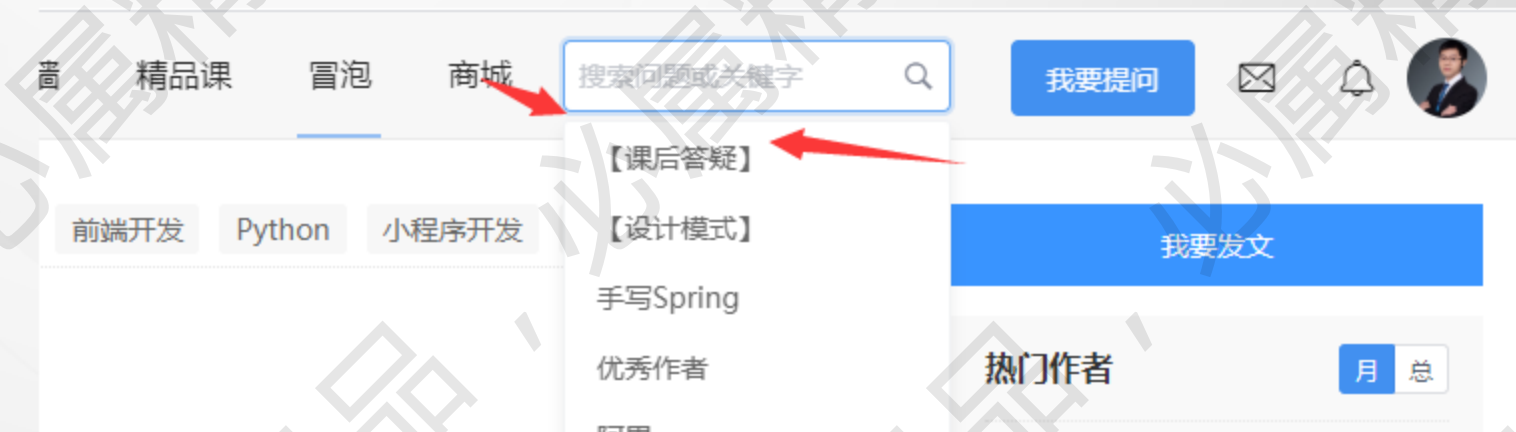 精品课 冒泡 商城 搜索问题或关键字 我要提问
【课后答疑】
前端开发 Python 小程序开发 【设计模式】 我要发文
手写Spring
优秀作者 热门作者 月 总